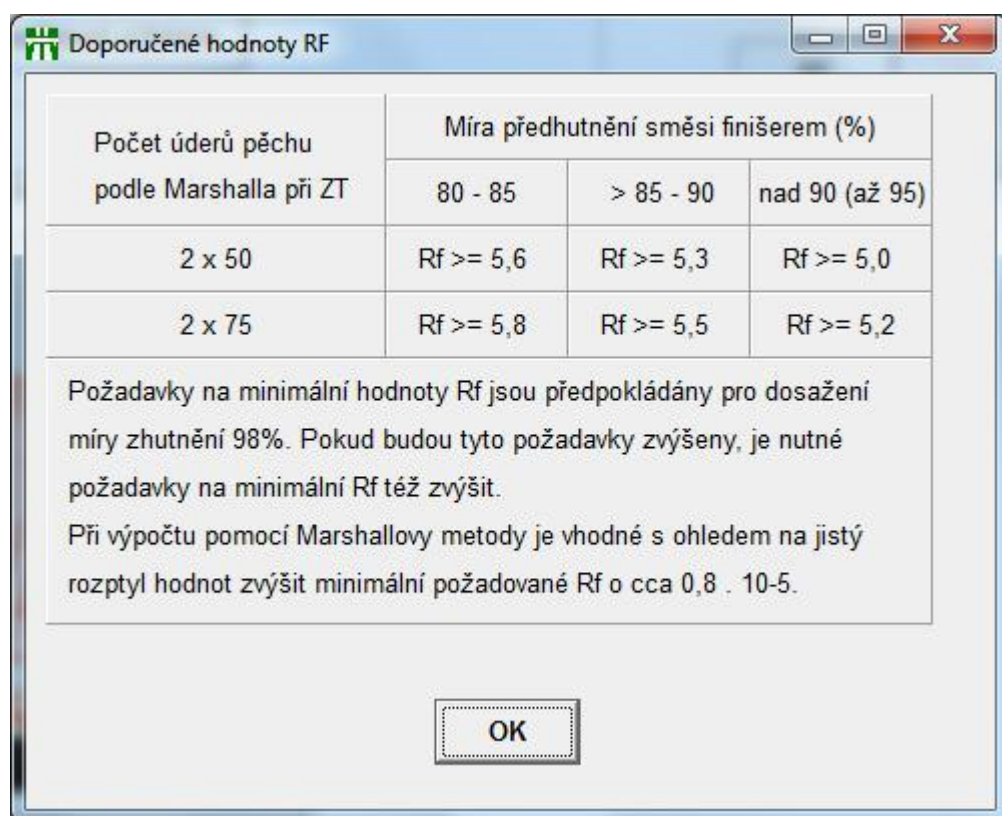 Doporučené hodnoty RF
Počet úderů pěchu
podle Marshalla při ZT
Míra předhutnění směsi finišerem (%)
80 - 85
> 85 - 90
nad 90 (až 95)
2 x 50
Rf >= 5,6
Rf >= 5,3
Rf >= 5,0
2 x 75
Rf >= 5,8
Rf >= 5,5
Rf >= 5,2
Požadavky na minimální hodnoty Rf jsou předpokládány pro dosažení
míry zhutnění 98%. Pokud budou tyto požadavky zvýšeny, je nutné
požadavky na minimální Rf též zvýšit.
Při výpočtu pomocí Marshallovy metody je vhodné s ohledem na jistý
rozptyl hodnot zvýšit minimální požadované Rf o cca 0,8 . 10-5.
OK